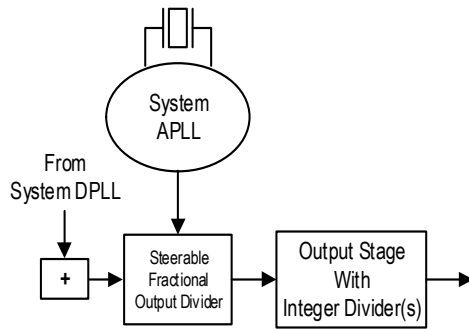 System
APLL
From
System DPLL
+
Steerable
Fractional
Output Divider
Output Stage
With
Integer Divider(s)